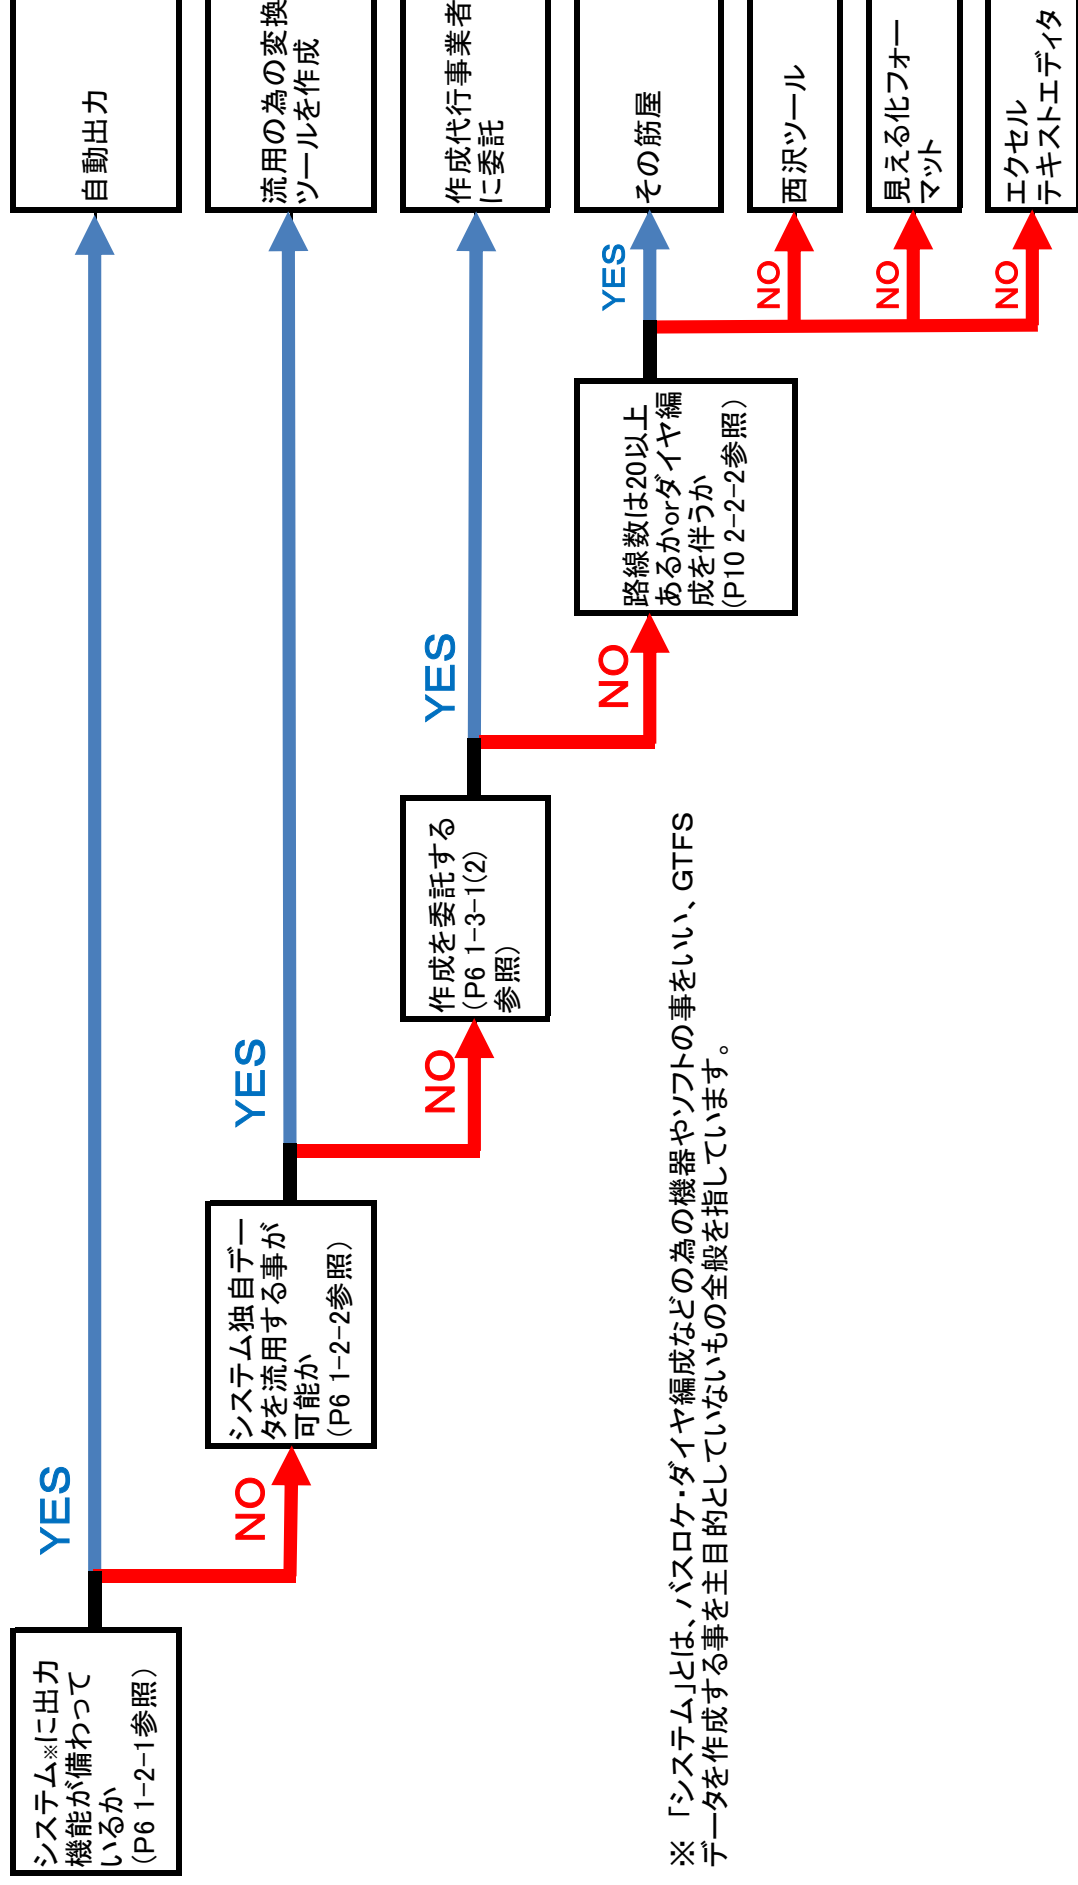 システム※に出力
機能が備わって
いるか
(P6 1-2-1参照)
YES
自動出力
NO
システム独自デー
タを流用する事が
可能か
(P6 1-2-2参照)
YES
流用の為の変換
ツールを作成
NO
作成を委託する
(P6 1-3-1(2)
参照)
YES
作成代行事業者
に委託
NO
路線数は20以上
あるかorダイヤ編
成を伴うか
(P10 2-2-2参照)
YES
その筋屋
NO
西沢ツール
NO
見える化フォー
マット
NO
エクセル
テキストエディタ
※「システム」とは、バスロケ・ダイヤ編成などの為の機器やソフトの事をいい、GTFS
データを作成する事を主目的としていないもの全般を指しています。